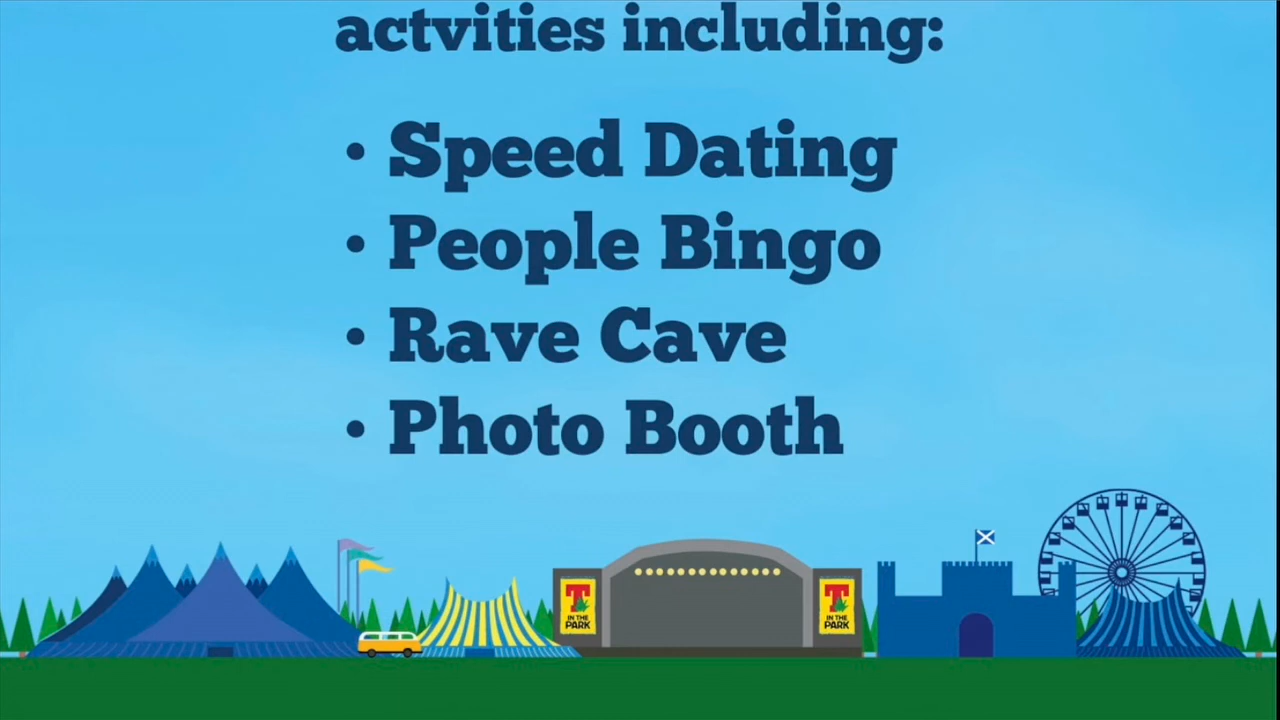 actvities including:
• Speed Dating
• People Bingo
• Rave Cave
• Photo Booth
T
IN THE
PARK
T
IN THE
PARK